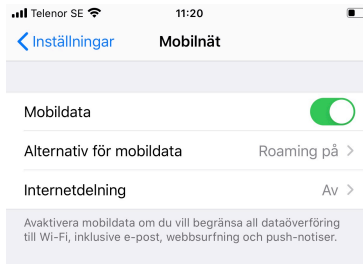 Telenor SE 11:20
Inställningar Mobilnät
Mobildata
Alternativ för mobildata Roaming på
Internetdelning Av
Avaktivera mobildata om du vill begränsa all dataöverföring
till Wi-Fi, inklusive e-post, webbsurfning och push-notiser.